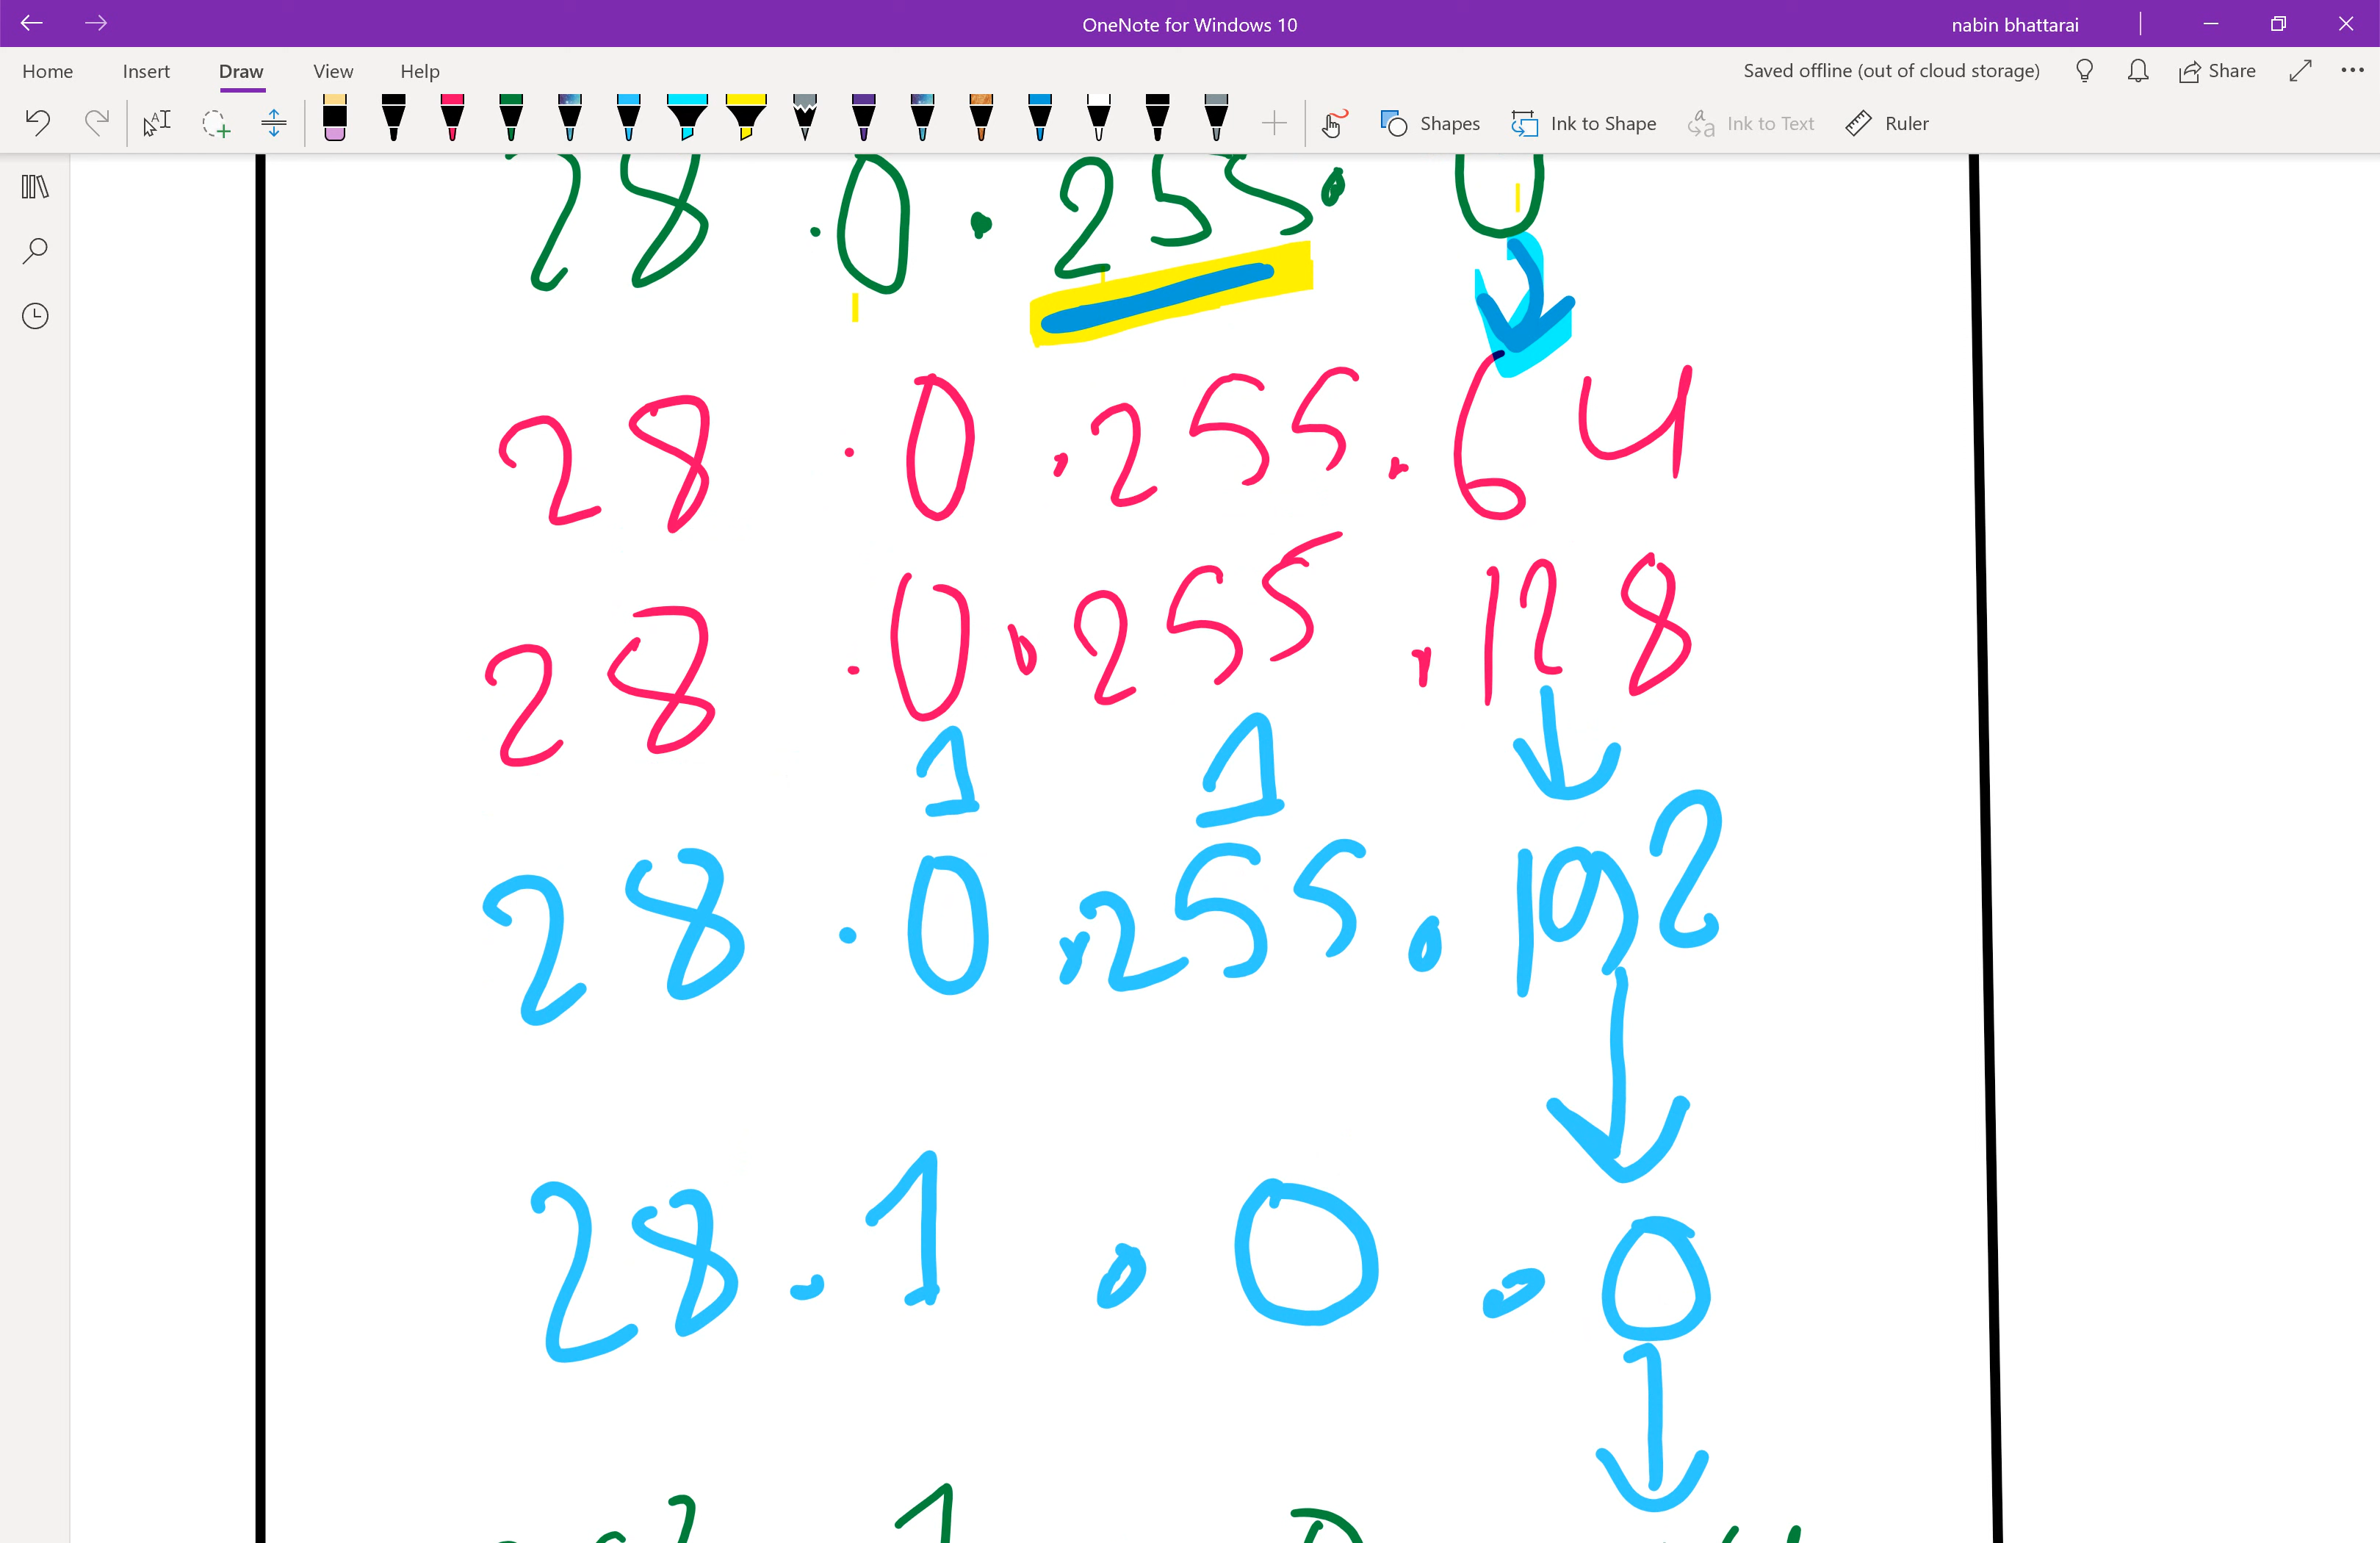 OneNote for Windows 10 nabin bhattarai
Home Insert Draw View Help Saved offline (out of cloud storage) Share
Shapes Ink to Shape Ink to Text Ruler
28.0.255.0
28.0.255.64
28.0.255.128
1 1
28.0.255.192
28.1.0.0